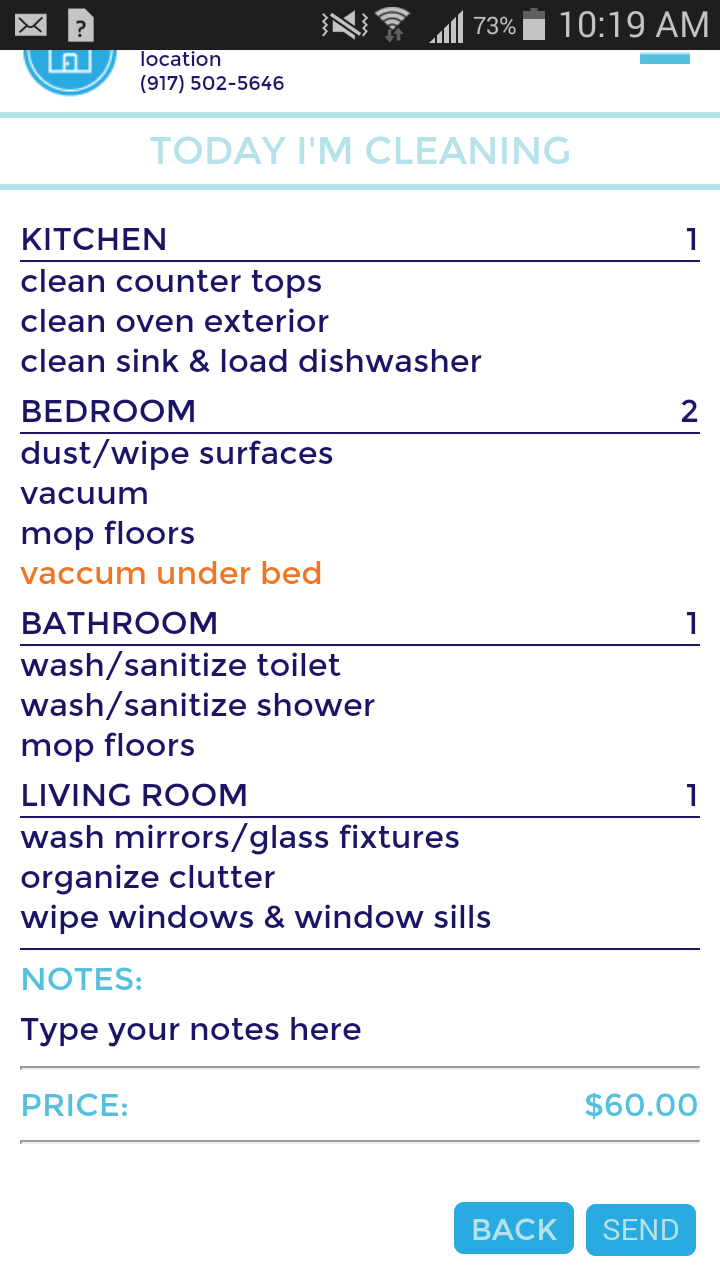 73% 10:19 AM
location
(917) 502-5646
TODAY I'M CLEANING
KITCHEN 1
clean counter tops
clean oven exterior
clean sink & load dishwasher
BEDROOM 2
dust/wipe surfaces
vacuum
mop floors
vaccum under bed
BATHROOM 1
wash/sanitize toilet
wash/sanitize shower
mop floors
LIVING ROOM 1
wash mirrors/glass fixtures
organize clutter
wipe windows & window sills
NOTES:
Type your notes here
PRICE: $60.00
BACK SEND